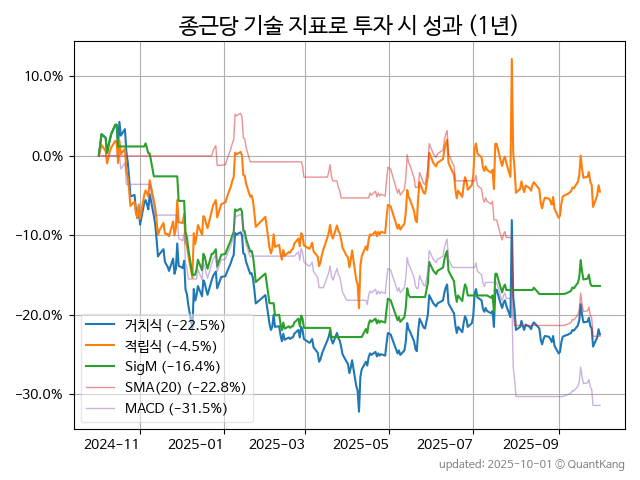 종근당 기술 지표로 투자 시 성과 (1년)
10.0%
0.0%
−10.0%
−20.0%
−30.0%
거치식 (−22.5%)
적립식 (−4.5%)
SigM (−16.4%)
SMA(20) (−22.8%)
MACD (−31.5%)
2024-11
2025-01
2025-03
2025-05
2025-07
2025-09
updated: 2025-10-01 © QuantKang